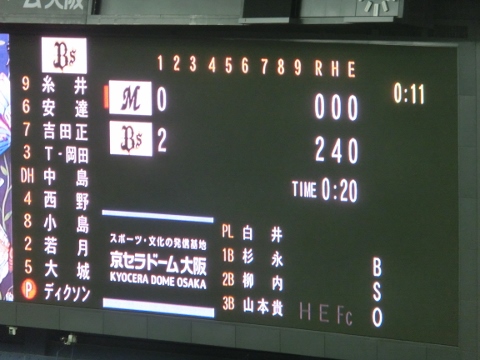 Bs
1 2 3 4 5 6 7 8 9 R H E
0:11
M 0 0 0 0
Bs 2 2 4 0
TIME 0:20
9 糸井
6 安達
7 吉田正
3 T-岡田
DH 中島
4 西野
8 小島
2 若月
5 大城
P ディクソン
スポーツ・文化の発信基地
京セラドーム大阪
KYOCERA DOME OSAKA
PL 白井
1B 杉永
2B 柳内
3B 山本貴
B
S
O
H E Fc